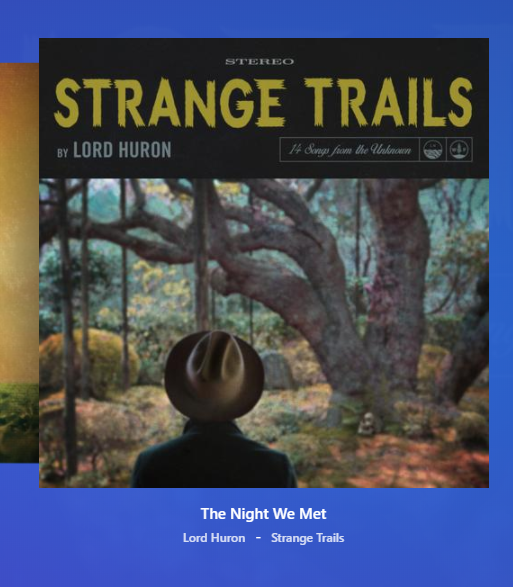 STEREO
STRANGE TRAILS
BY LORD HURON
14 Songs from the Unknown
The Night We Met
Lord Huron - Strange Trails